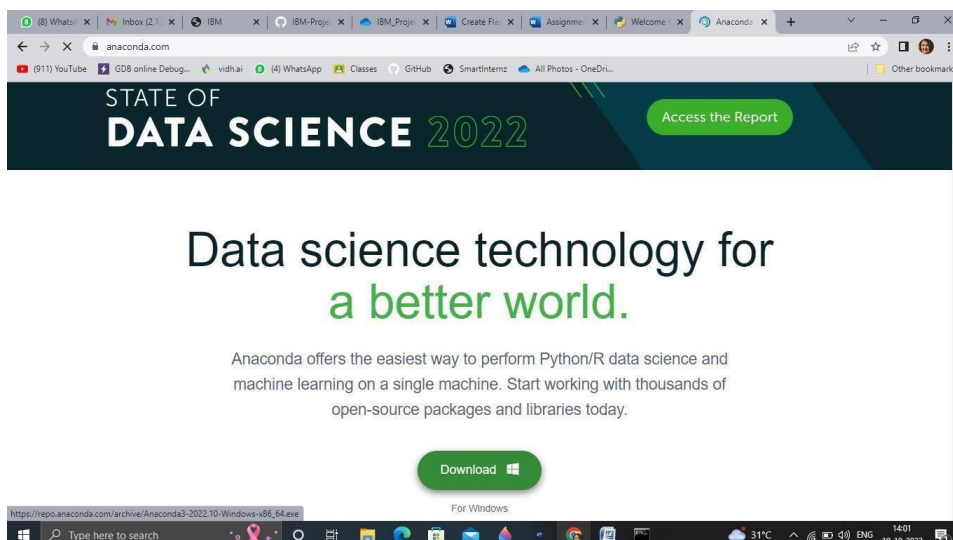 (8) Whats
Inbox (2,1
IBM
IBM-Proje
IBM_Proje
Create Fla
Assignmen
Welcome t
Anaconda
anaconda.com
(911) YouTube
GDB online Debug...
vidh.ai
(4) WhatsApp
Classes
GitHub
SmartInternz
All Photos - OneDri...
Other bookmark
STATE OF
DATA SCIENCE 2022
Access the Report
Data science technology for
a better world.
Anaconda offers the easiest way to perform Python/R data science and
machine learning on a single machine. Start working with thousands of
open-source packages and libraries today.
Download
For Windows
https://repo.anaconda.com/archive/Anaconda3-2022.10-Windows-x86_64.exe
Type here to search
31°C
ENG
14:01